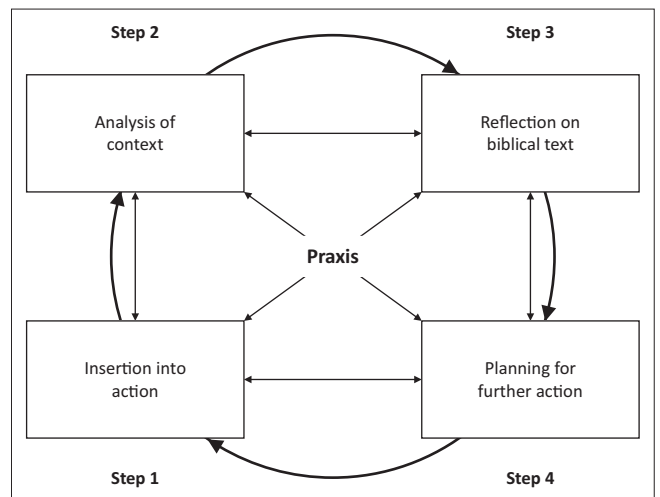 Step 2
Step 3
Analysis of
context
Reflection on
biblical text
Praxis
Insertion into
action
Planning for
further action
Step 1
Step 4